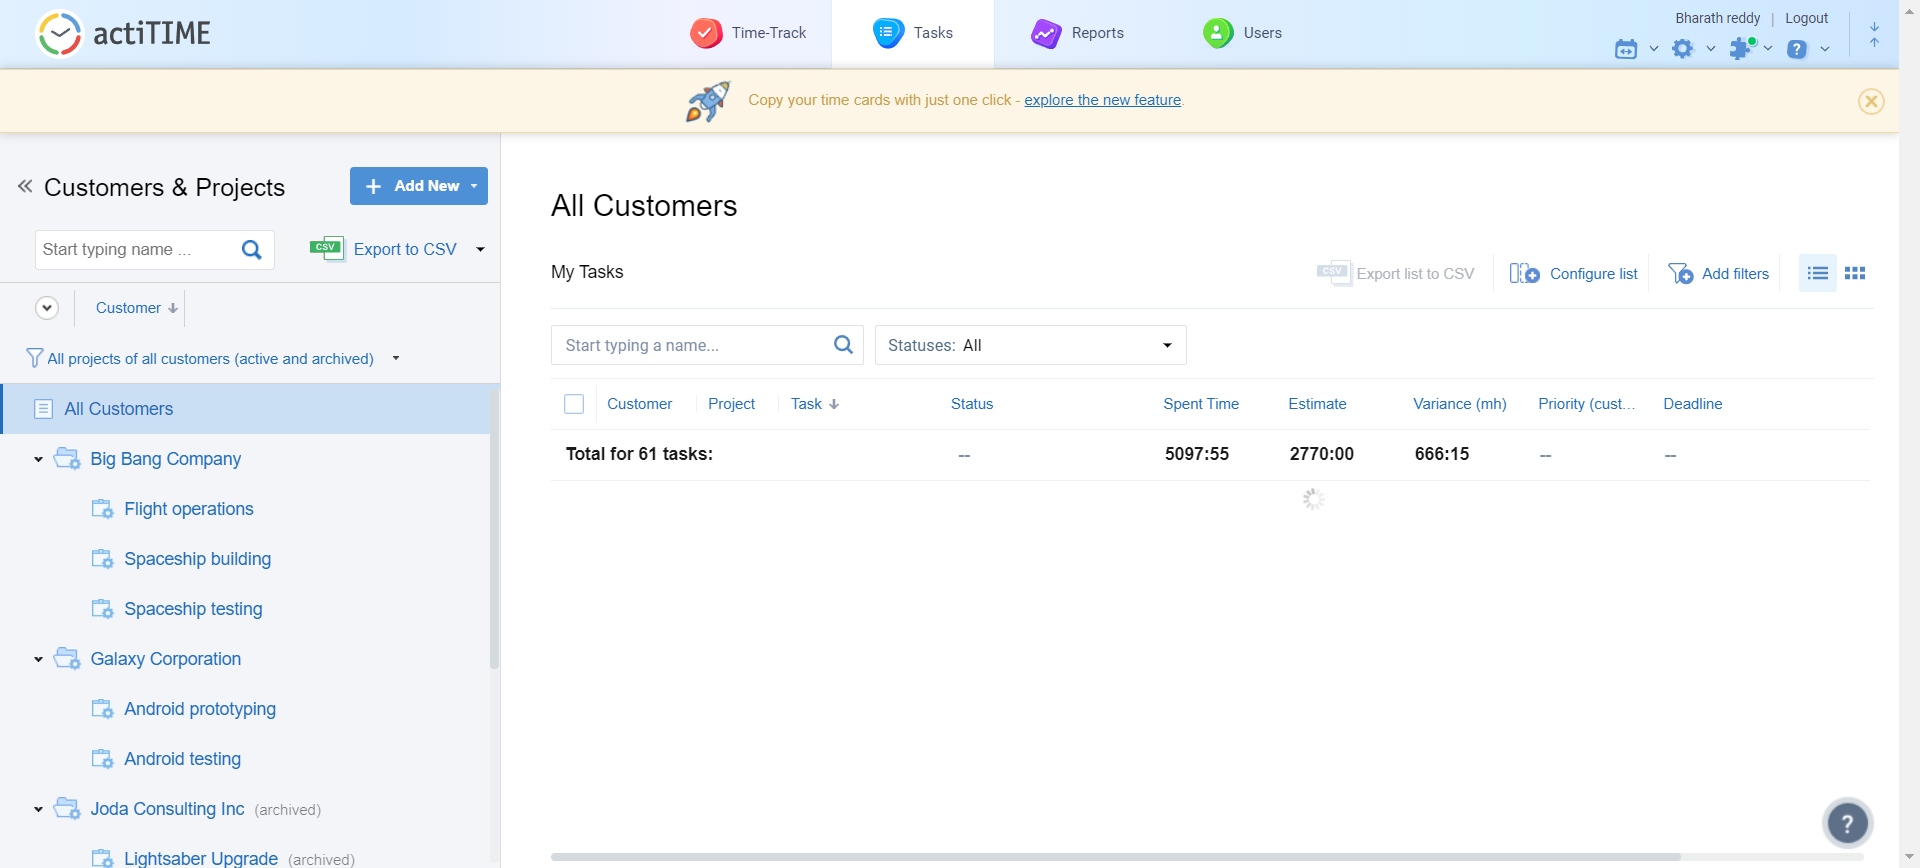 actiTIME
Time-Track
Tasks
Reports
Users
Bharath reddy | Logout
?
Copy your time cards with just one click - explore the new feature.
Customers & Projects
+ Add New
Start typing name ...
CSV Export to CSV
Customer
All projects of all customers (active and archived)
All Customers
Big Bang Company
Flight operations
Spaceship building
Spaceship testing
Galaxy Corporation
Android prototyping
Android testing
Joda Consulting Inc (archived)
Lightsaber Upgrade (archived)
All Customers
My Tasks
CSV Export list to CSV
Configure list
Add filters
Start typing a name...
Statuses: All
Customer Project Task Status Spent Time Estimate Variance (mh) Priority (cust... Deadline
Total for 61 tasks: -- 5097:55 2770:00 666:15 -- --
?